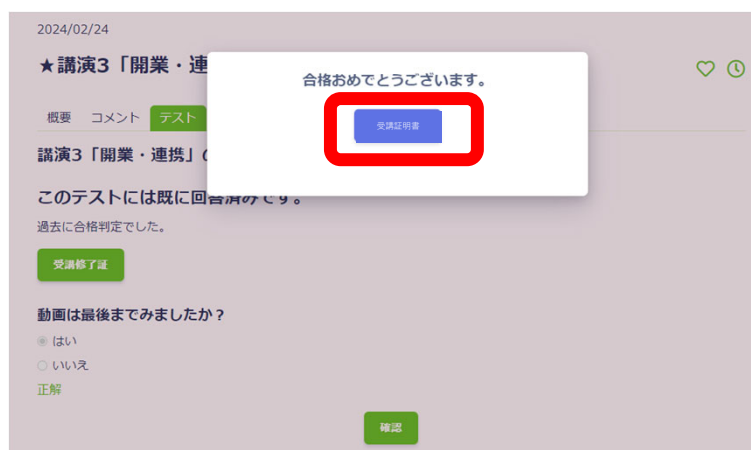 2024/02/24
★講演3「開業・連
合格おめでとうございます。
受講証明書
概要 コメント テスト
講演3「開業・連携」の
このテストには既に回答済みです。
過去に合格判定でした。
受講修了証
動画は最後までみましたか？
はい
いいえ
正解
確認